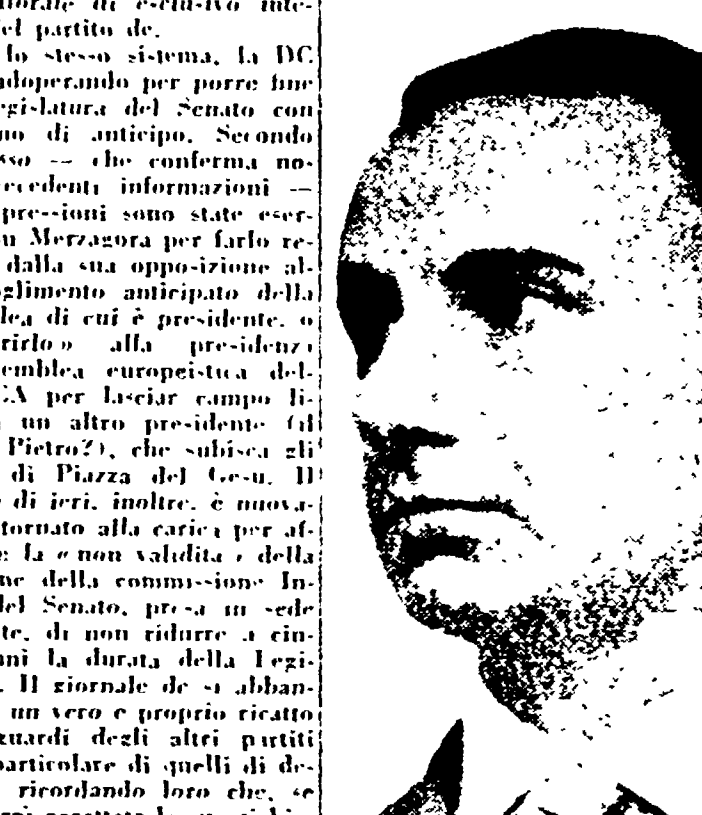 di esclusivo inte-
del partito dc.
lo stesso sistema, la DC
adoperando per porre fine
legislatura del Senato con
no di anticipo. Secondo
sso — che conferma no-
precedenti informazioni —
pressioni sono state eser-
su Merzagora per farlo re-
dalla sua opposizione al-
oglimento anticipato della
lea di cui è presidente, o
rirlo» alla presidenza
emblea europeistica del-
CA per lasciar campo li-
un altro presidente (il
Pietro?), che subisca gli
di Piazza del Gesù. Il
di ieri, inoltre, è nuova-
tornato alla carica per af-
la « non validità » della
ne della commissione In-
del Senato, presa in sede
te, di non ridurre a cin-
nni la durata della Legi-
Il giornale dc si abban-
un vero e proprio ricatto
guardi degli altri partiti
particolare di quelli di de-
ricordando loro che, se